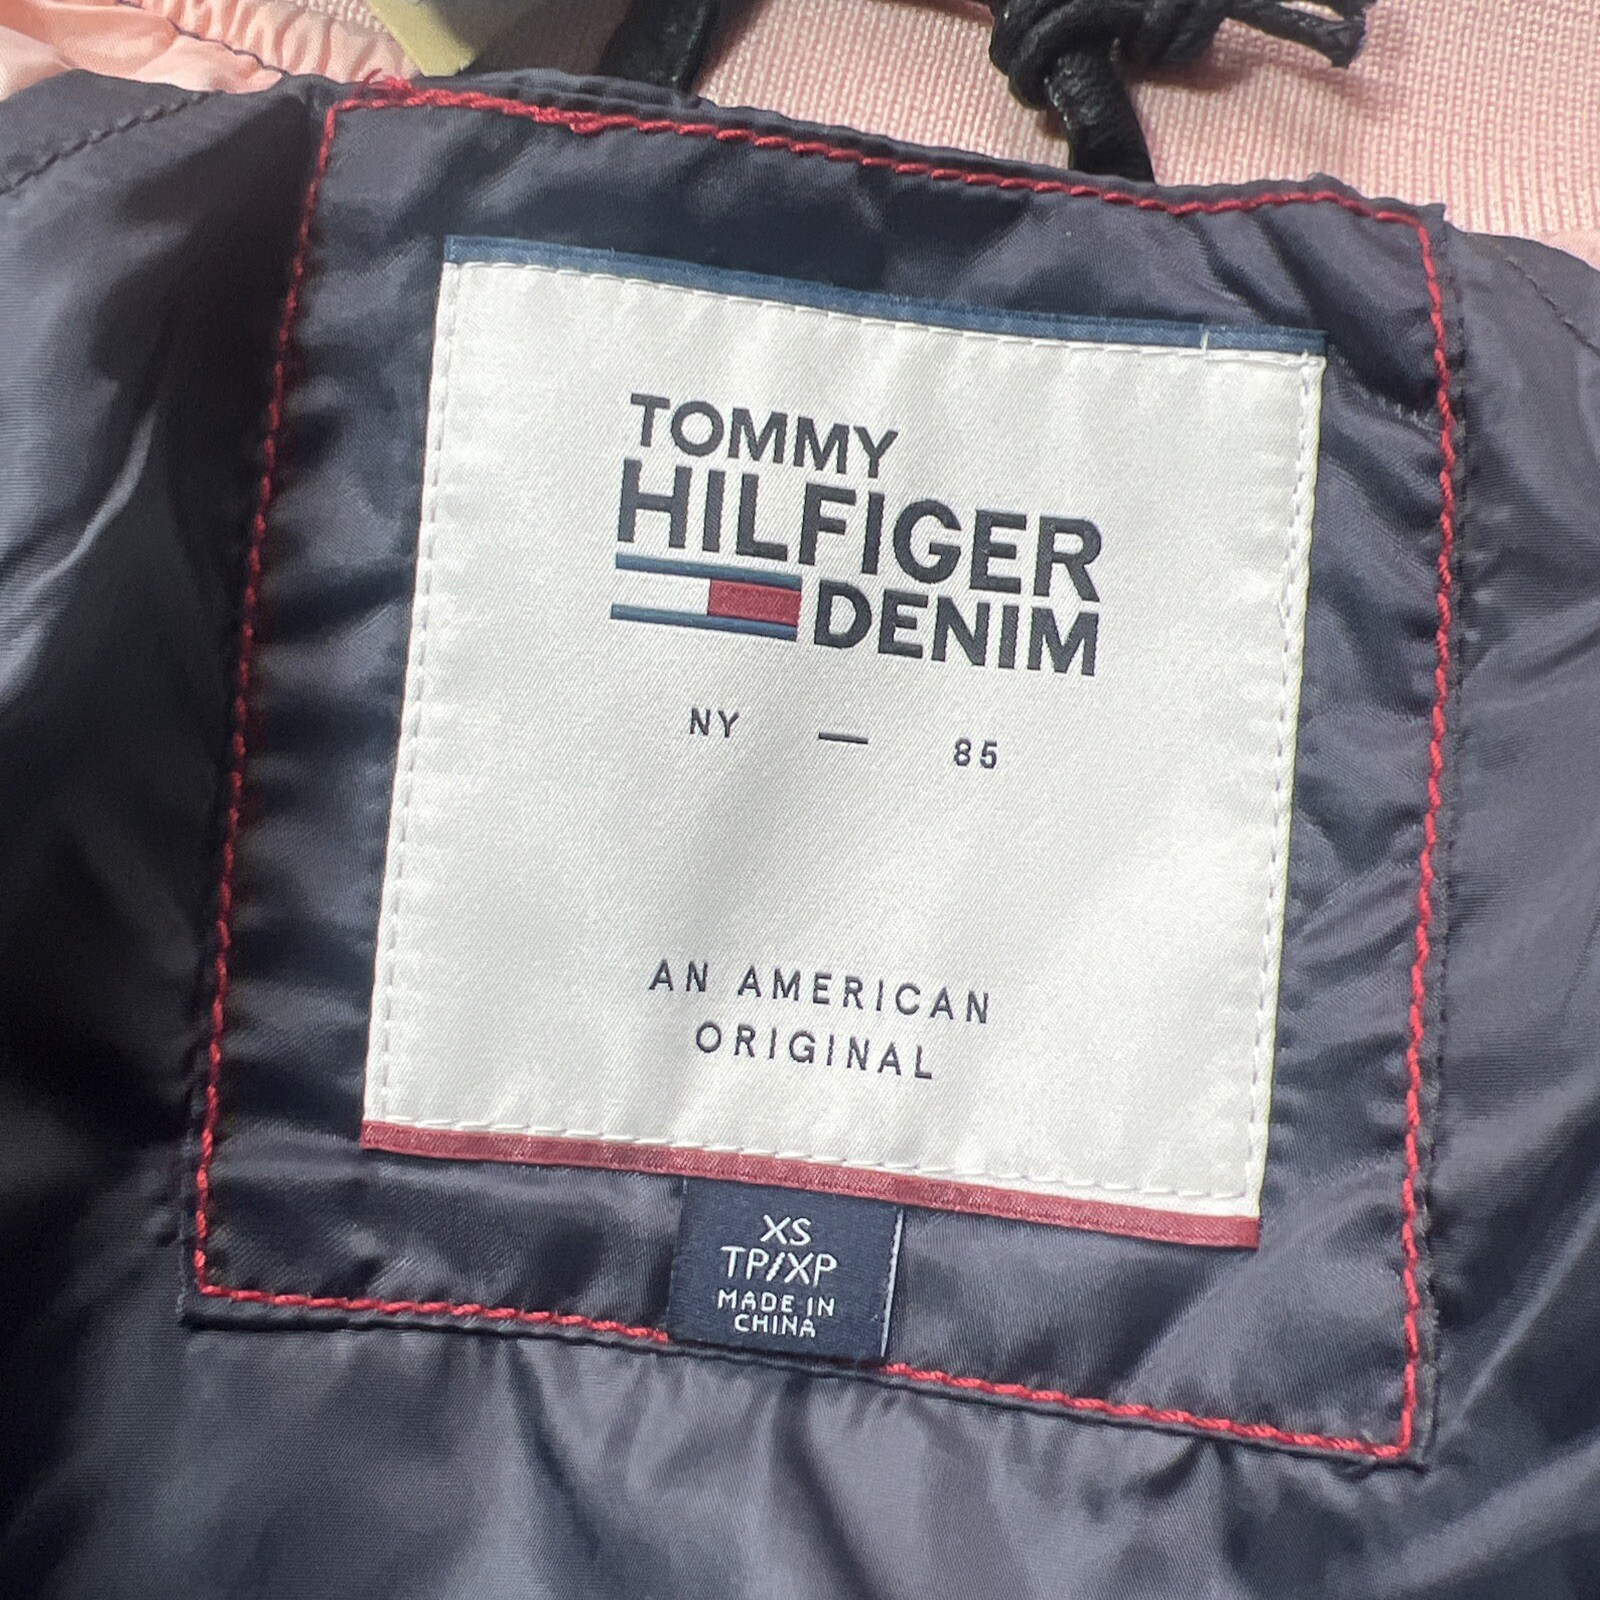 TOMMY
HILFIGER
DENIM
NY — 85
AN AMERICAN
ORIGINAL
XS
TP/XP
MADE IN
CHINA